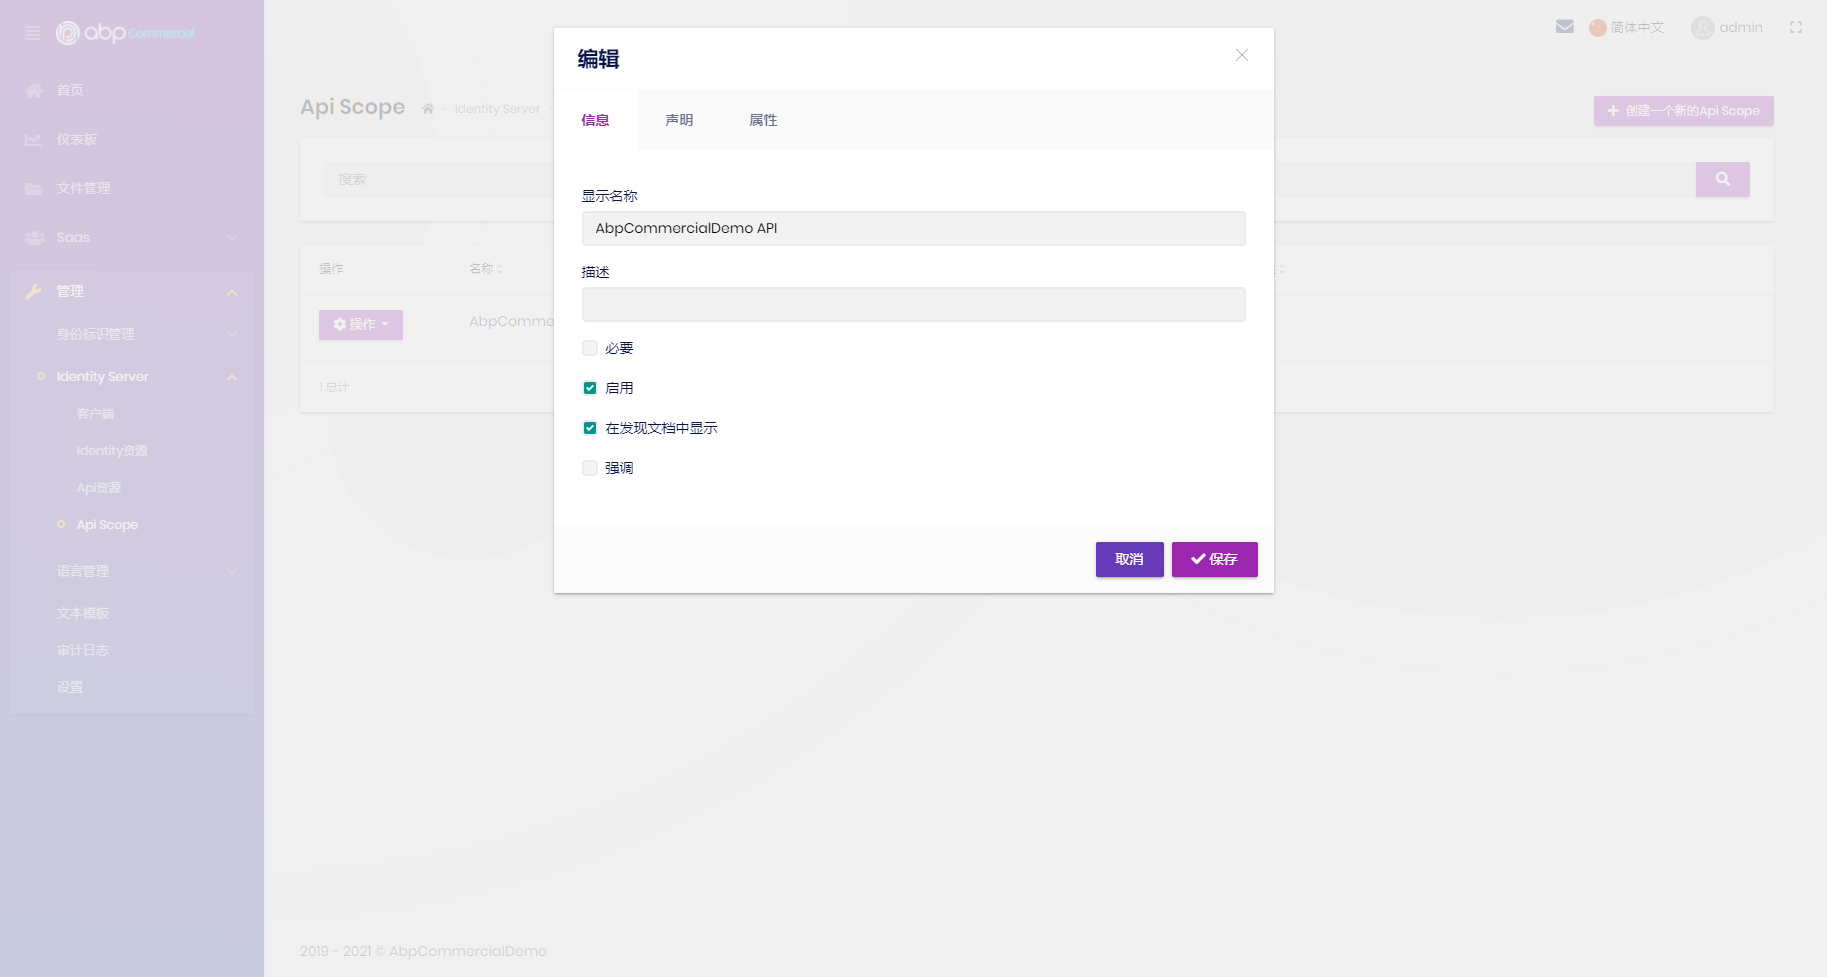 abp Commercial
首页
仪表板
文件管理
Saas
管理
身份标识管理
Identity Server
客户端
Identity资源
Api资源
Api Scope
语言管理
文本模板
审计日志
设置
简体中文
admin
Api Scope
Identity Server
创建一个新的Api Scope
搜索
操作 名称
操作 AbpComme
1 总计
编辑
信息 声明 属性
显示名称
AbpCommercialDemo API
描述
必要
启用
在发现文档中显示
强调
取消 保存
2019 - 2021 © AbpCommercialDemo